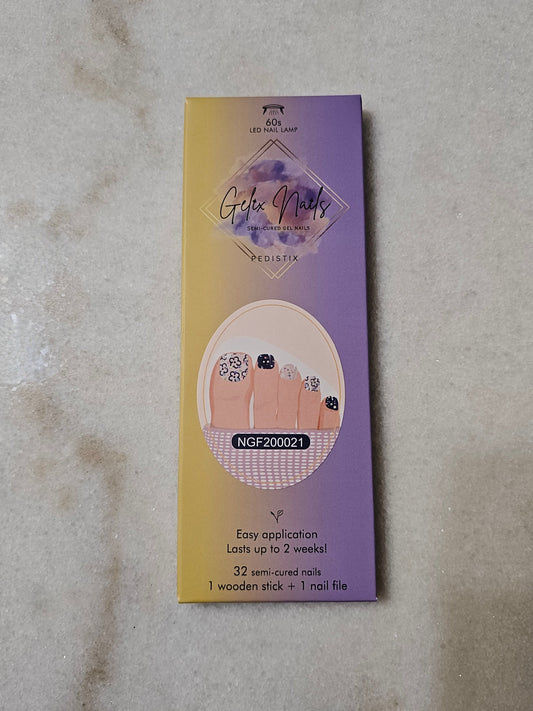 60s
LED NAIL LAMP
Gelix Nails
SEMI-CURED GEL NAILS
PEDISTIX
NGF200021
Easy application
Lasts up to 2 weeks!
32 semi-cured nails
1 wooden stick + 1 nail file